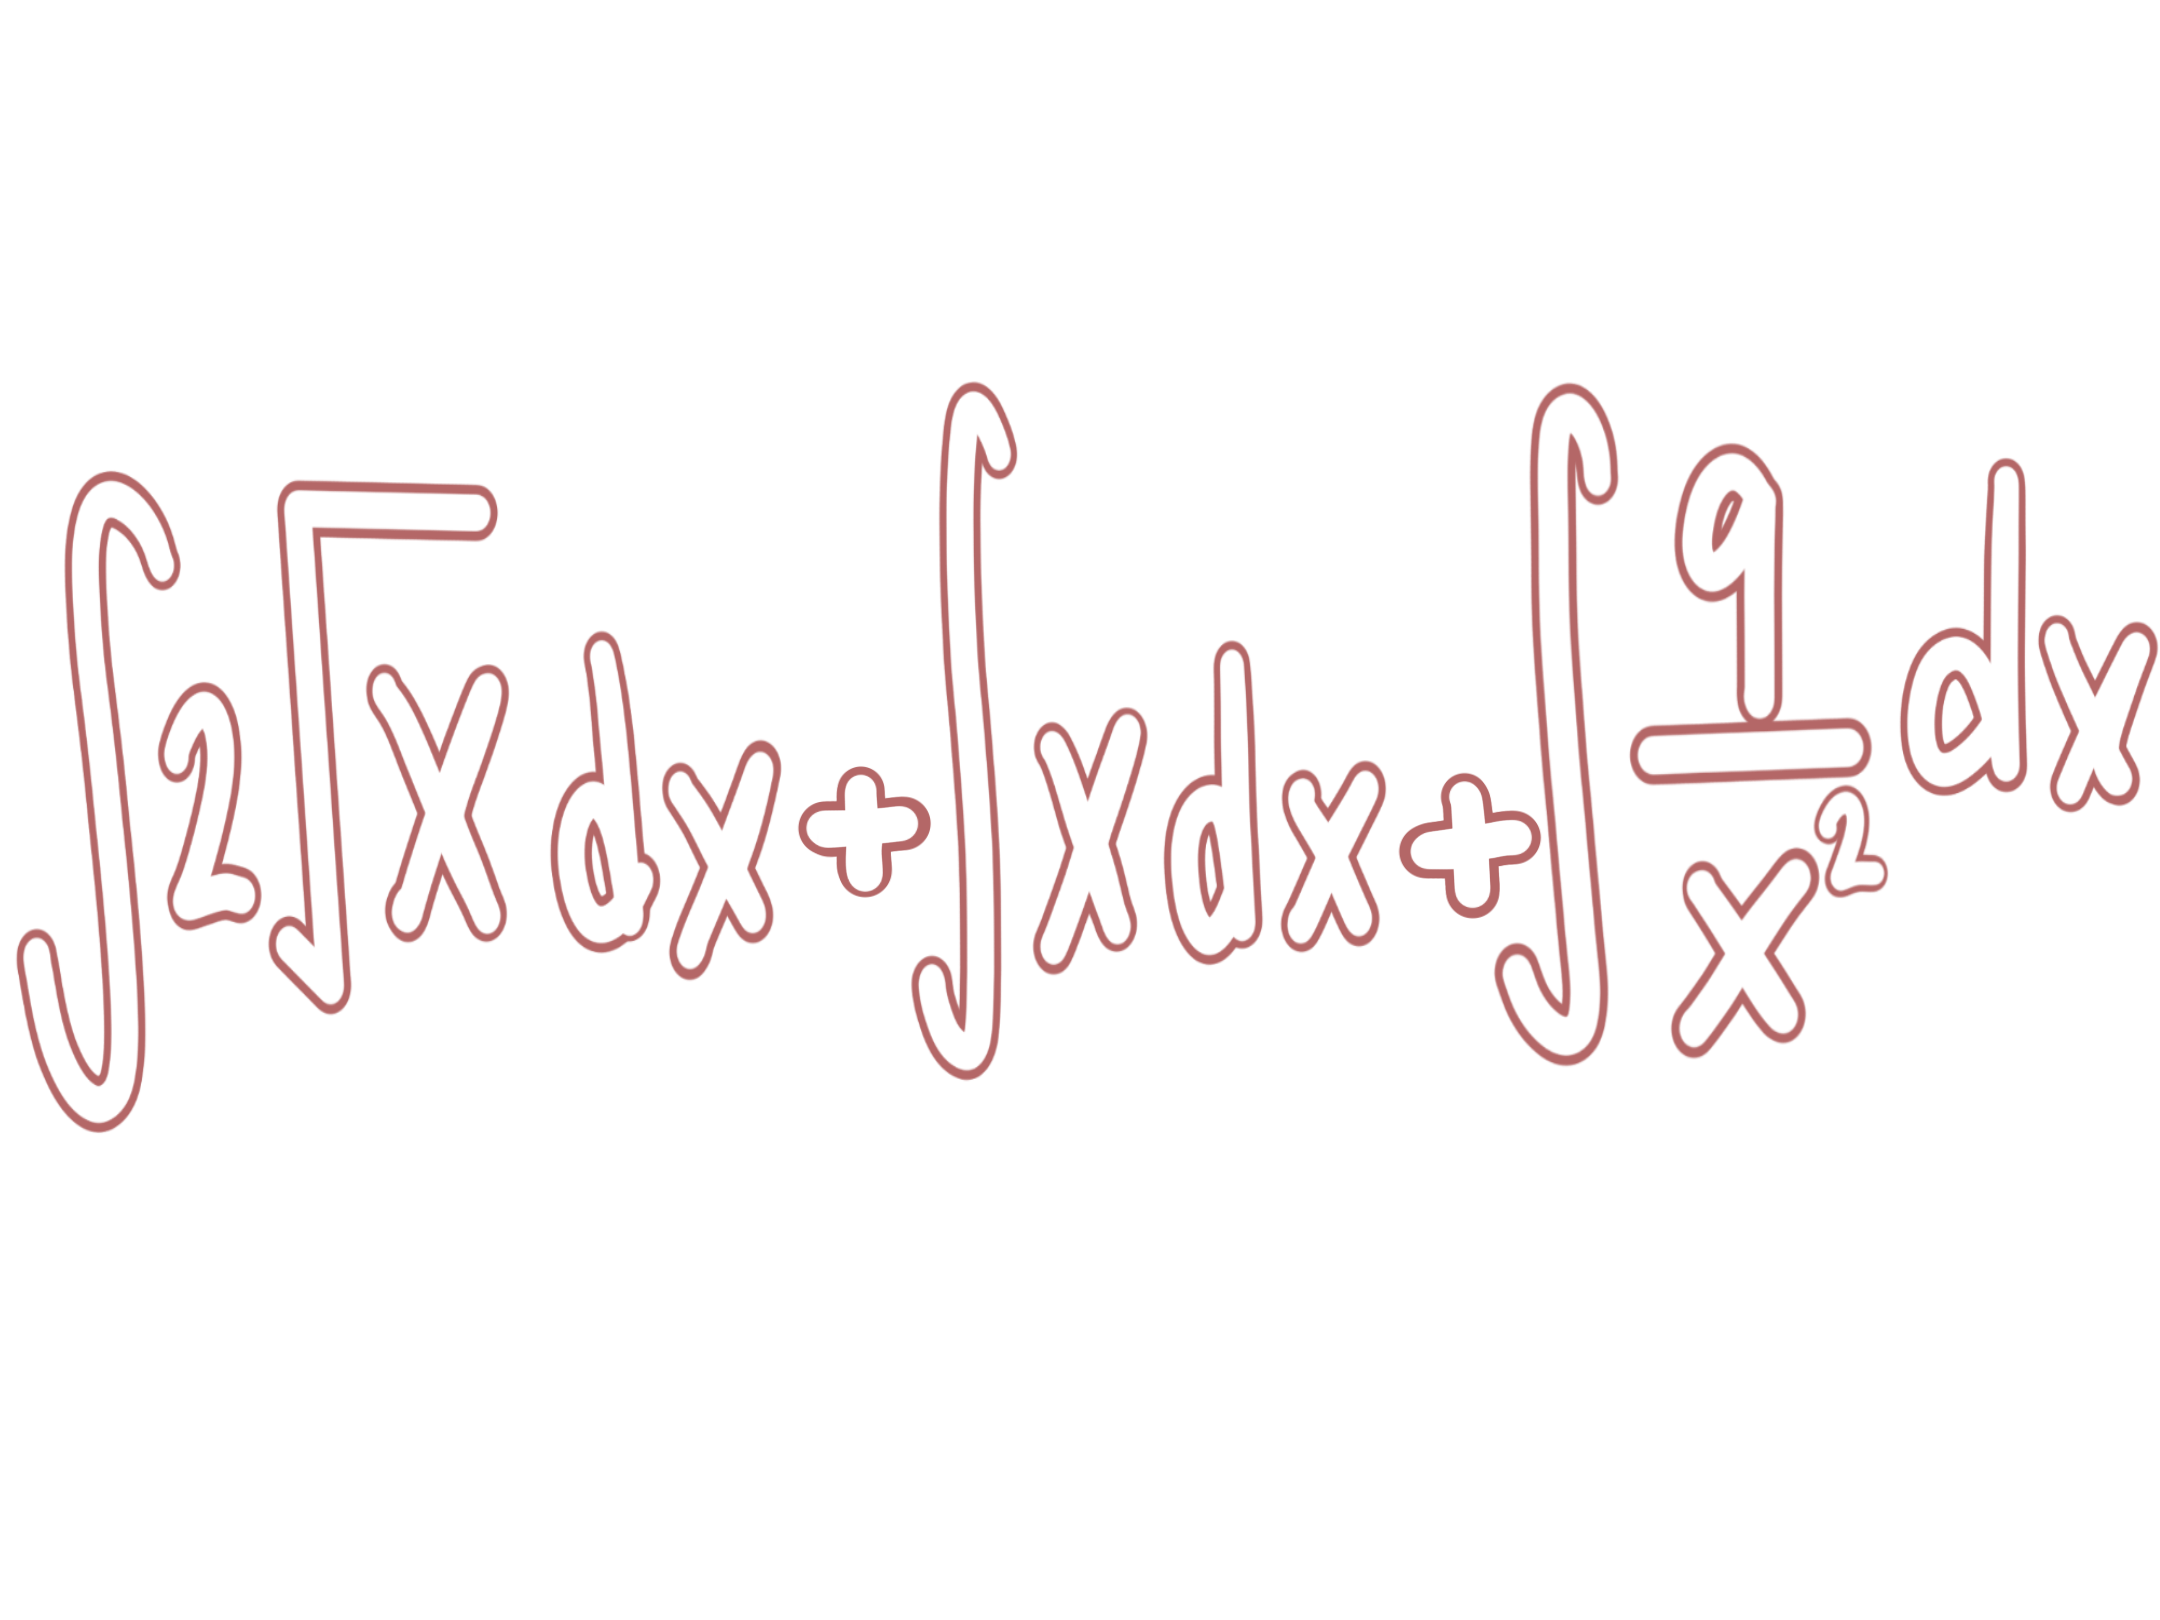 ∫2√x dx + ∫x dx + ∫9/x² dx